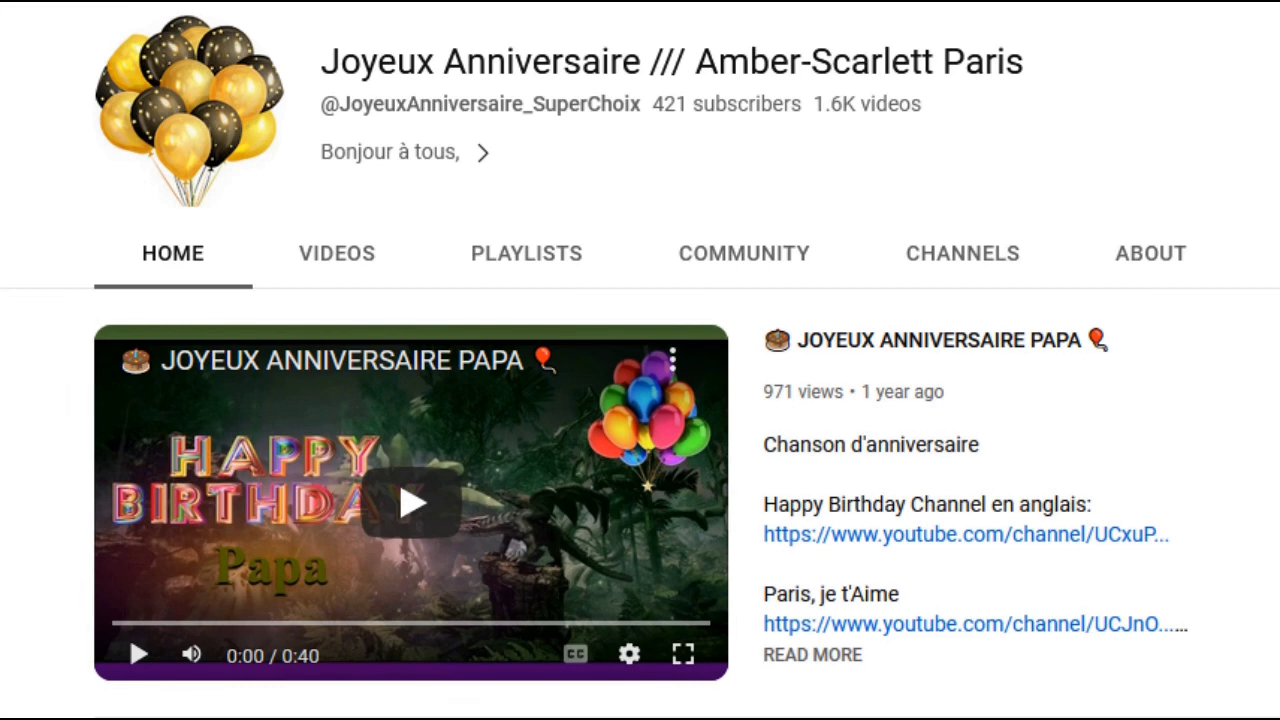 Joyeux Anniversaire /// Amber-Scarlett Paris
@JoyeuxAnniversaire_SuperChoix 421 subscribers 1.6K videos
Bonjour à tous,
HOME VIDEOS PLAYLISTS COMMUNITY CHANNELS ABOUT
🎂 JOYEUX ANNIVERSAIRE PAPA 🎈
HAPPY
BIRTHDAY
Papa
0:00 / 0:40
CC
🎂 JOYEUX ANNIVERSAIRE PAPA 🎈
971 views • 1 year ago
Chanson d'anniversaire
Happy Birthday Channel en anglais:
https://www.youtube.com/channel/UCxuP...
Paris, je t'Aime
https://www.youtube.com/channel/UCJnO......
READ MORE